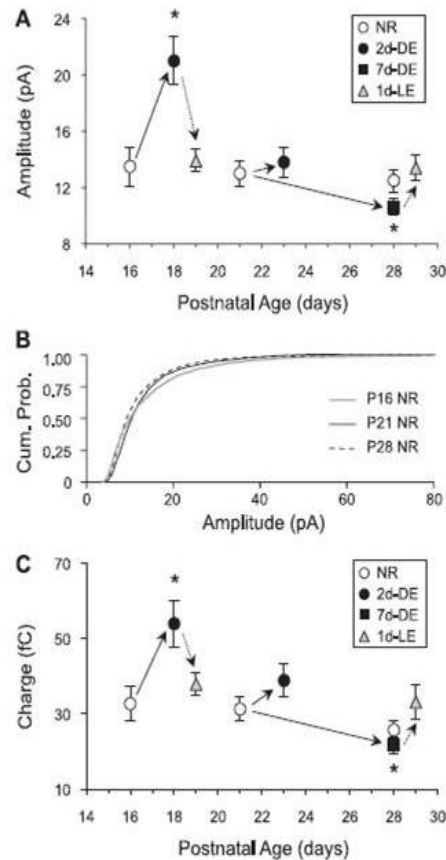 A
Amplitude (pA)
24
20
16
12
8
*
*
NR
2d-DE
7d-DE
1d-LE
14 16 18 20 22 24 26 28 30
Postnatal Age (days)
B
Cum. Prob.
1,00
0,75
0,50
0,25
0
P16 NR
P21 NR
P28 NR
0 20 40 60 80
Amplitude (pA)
C
Charge (fC)
70
50
30
10
*
*
NR
2d-DE
7d-DE
1d-LE
14 16 18 20 22 24 26 28 30
Postnatal Age (days)